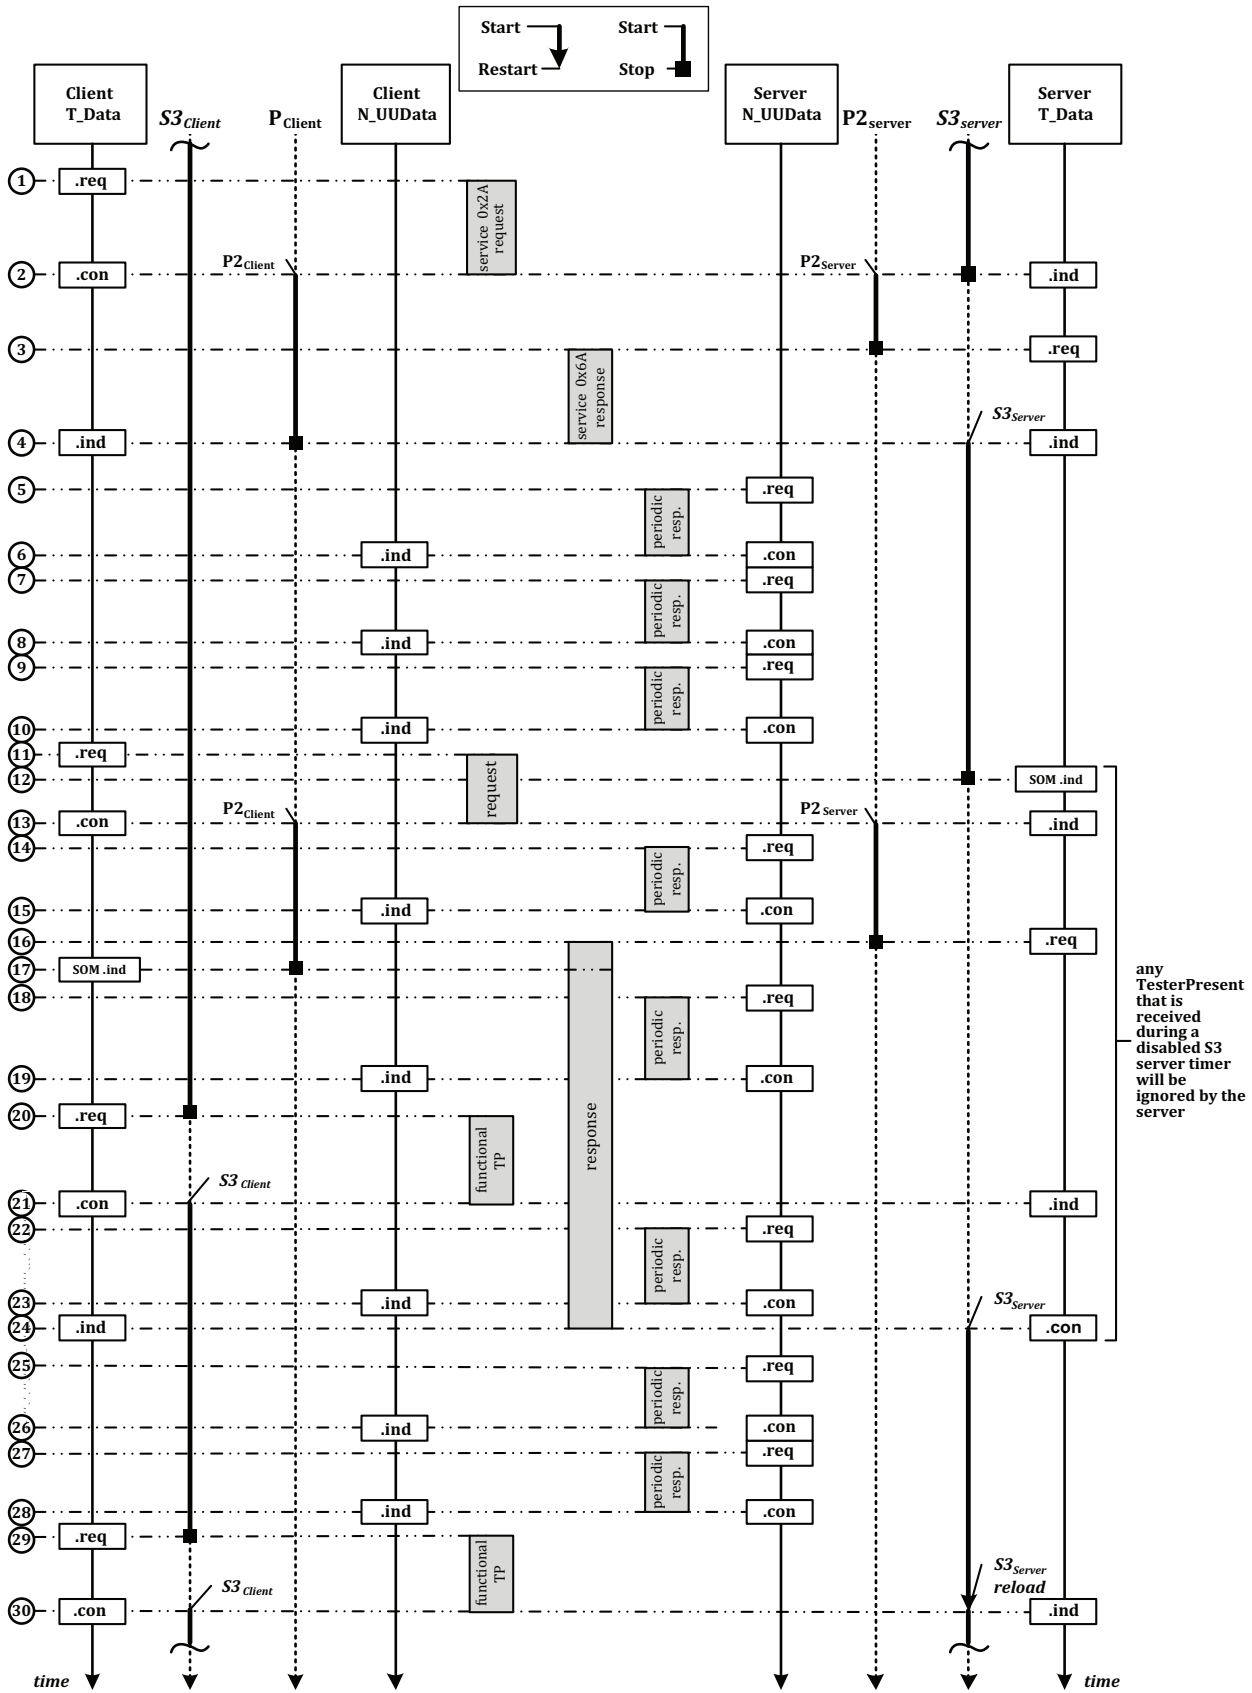 Start
Start
Restart
Stop
Client
T_Data
S3Client
PClient
Client
N_UUData
Server
N_UUData
P2server
S3server
Server
T_Data
1
.req
service 0x2A
request
2
.con
P2Client
P2Server
.ind
3
.req
service 0x6A
response
S3Server
4
.ind
.ind
5
.req
periodic
resp.
6
.ind
.con
7
.req
periodic
resp.
8
.ind
.con
9
.req
periodic
resp.
10
.ind
.con
11
.req
request
12
SOM .ind
13
.con
P2Client
P2Server
.ind
14
.req
periodic
resp.
15
.ind
.con
16
.req
17
SOM .ind
response
18
.req
periodic
resp.
any
TesterPresent
that is
received
during a
disabled S3
server timer
will be
ignored by the
server
19
.ind
.con
20
.req
functional
TP
S3Client
21
.con
.ind
22
.req
periodic
resp.
23
.ind
.con
S3Server
24
.ind
.con
25
.req
periodic
resp.
26
.ind
.con
27
.req
periodic
resp.
28
.ind
.con
29
.req
functional
TP
S3Client
S3Server
reload
30
.con
.ind
time
time